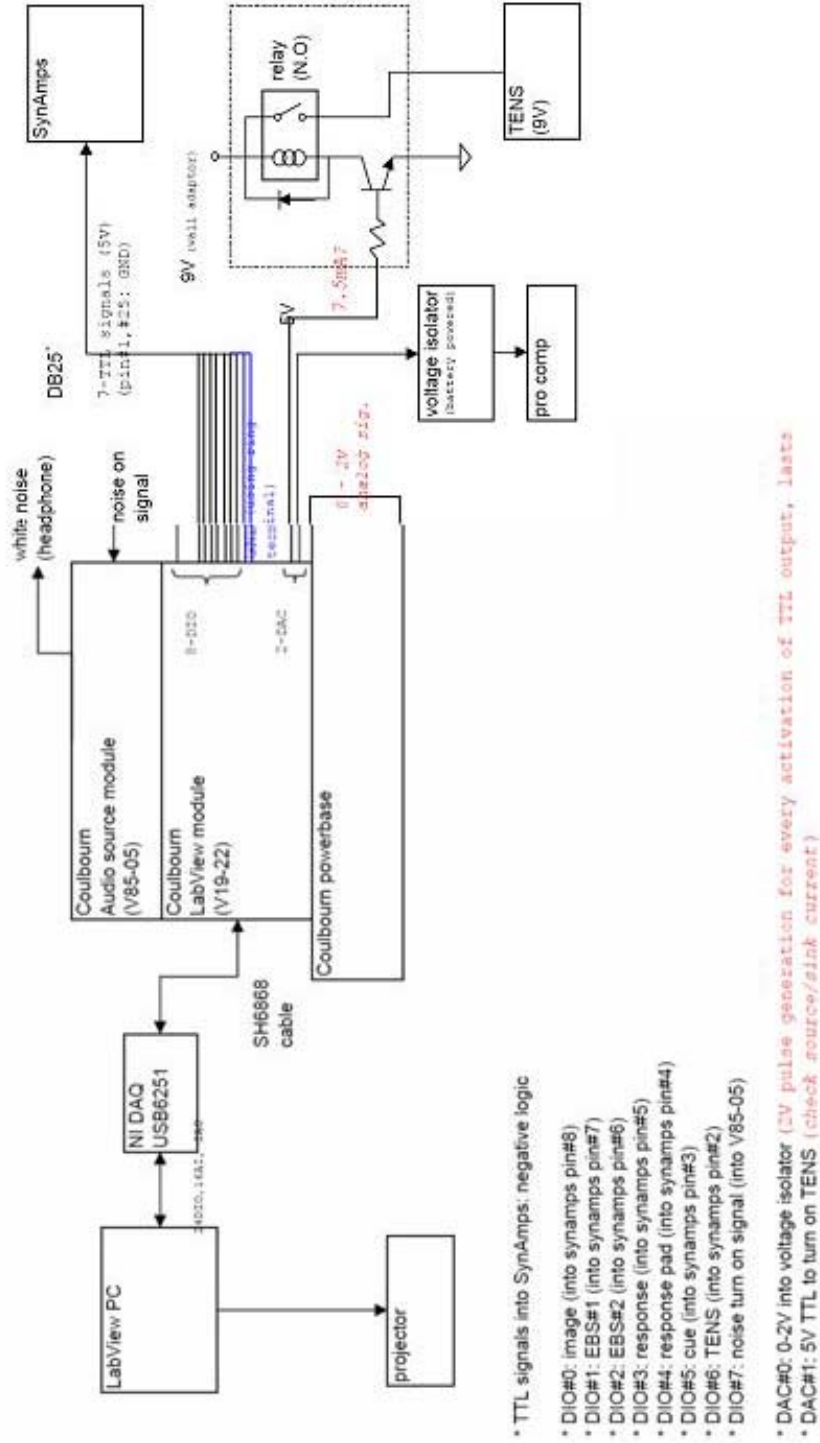 LabView PC
projector
NI DAQ
USB6251
SH6868
cable
Coulbourn
Audio source module
(V85-05)
Coulbourn
LabView module
(V19-22)
Coulbourn powerbase
8-DIO
2-DAC
white noise
(headphone)
noise on
signal
terminal)
analog sig.
DB25
7-TTL signals (5V)
(pin#1,#25: GND)
SynAmps
9V (wall adaptor)
relay
(N.O)
5V
7.5mA?
TENS
(9V)
voltage isolator
(battery powered)
pro comp
* TTL signals into SynAmps: negative logic
* DIO#0: image (into synamps pin#8)
* DIO#1: EBS#1 (into synamps pin#7)
* DIO#2: EBS#2 (into synamps pin#6)
* DIO#3: response (into synamps pin#5)
* DIO#4: response pad (into synamps pin#4)
* DIO#5: cue (into synamps pin#3)
* DIO#6: TENS (into synamps pin#2)
* DIO#7: noise turn on signal (into V85-05)
* DAC#0: 0-2V into voltage isolator (2V pulse generation for every activation of TTL output, lasts
* DAC#1: 5V TTL to turn on TENS (check source/sink current)